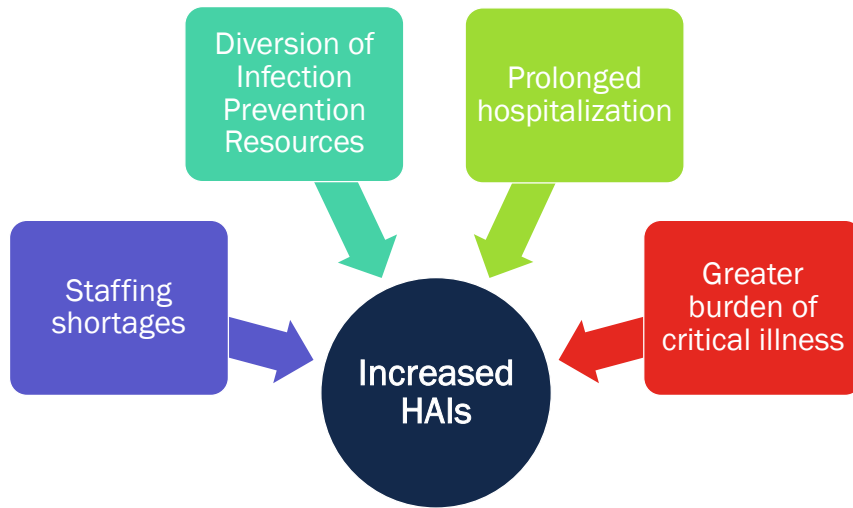 Diversion of
Infection
Prevention
Resources
Prolonged
hospitalization
Staffing
shortages
Greater
burden of
critical illness
Increased
HAIs